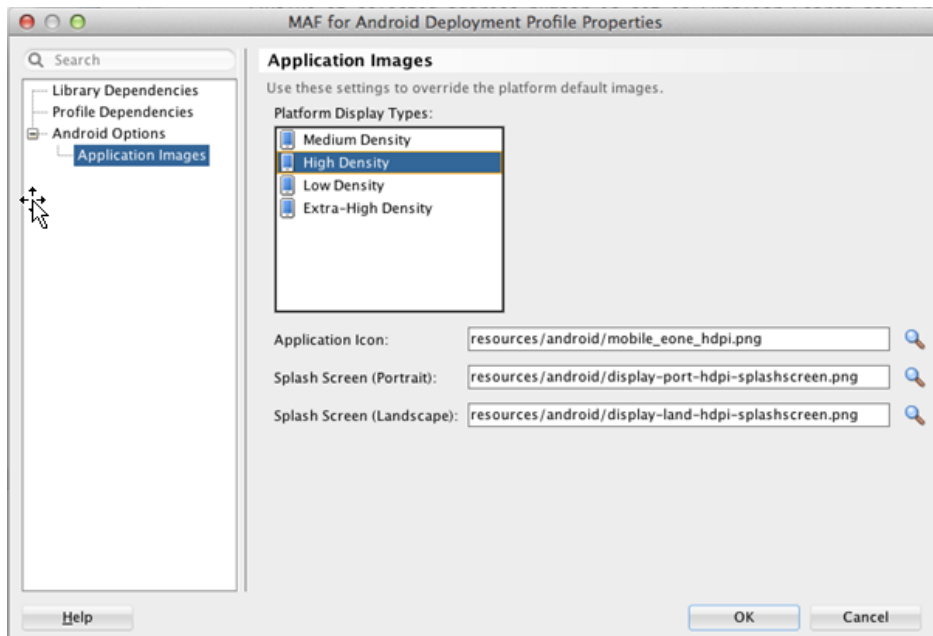 MAF for Android Deployment Profile Properties
Search
Library Dependencies
Profile Dependencies
Android Options
Application Images
Application Images
Use these settings to override the platform default images.
Platform Display Types:
Medium Density
High Density
Low Density
Extra-High Density
Application Icon: resources/android/mobile_eone_hdpi.png
Splash Screen (Portrait): resources/android/display-port-hdpi-splashscreen.png
Splash Screen (Landscape): resources/android/display-land-hdpi-splashscreen.png
Help OK Cancel